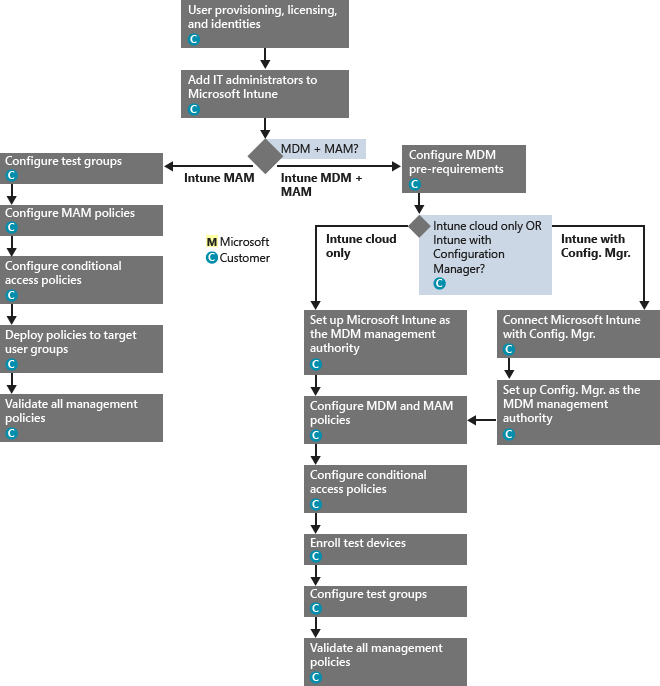 User provisioning, licensing,
and identities
C
Add IT administrators to
Microsoft Intune
C
MDM + MAM?
Intune MAM
Intune MDM +
MAM
Configure test groups
C
Configure MAM policies
C
Configure conditional
access policies
C
Deploy policies to target
user groups
C
Validate all management
policies
C
M Microsoft
C Customer
Configure MDM
pre-requirements
C
Intune cloud only OR
Intune with
Configuration
Manager?
C
Intune cloud
only
Intune with
Config. Mgr.
Set up Microsoft Intune as
the MDM management
authority
C
Connect Microsoft Intune
with Config. Mgr.
C
Set up Config. Mgr. as the
MDM management
authority
C
Configure MDM and MAM
policies
C
Configure conditional
access policies
C
Enroll test devices
C
Configure test groups
C
Validate all management
policies
C